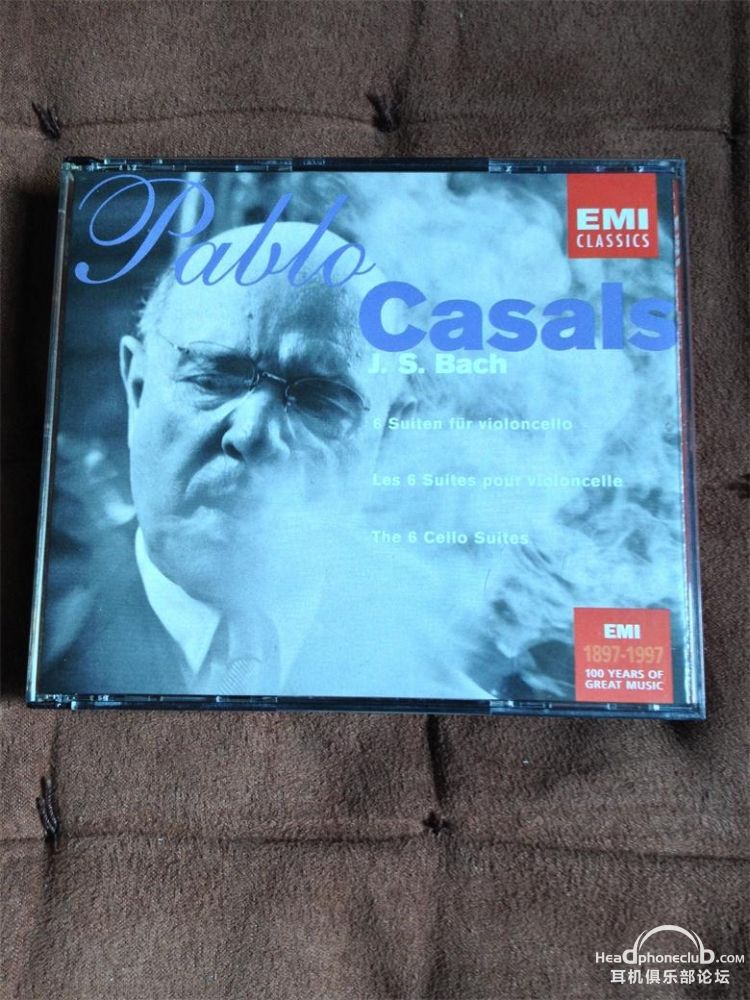 Pablo
Casals
EMI
CLASSICS
J. S. Bach
6 Suiten für violoncello
Les 6 Suites pour violoncelle
The 6 Cello Suites
EMI
1897-1997
100 YEARS OF
GREAT MUSIC
Headphoneclub.com
耳机俱乐部论坛